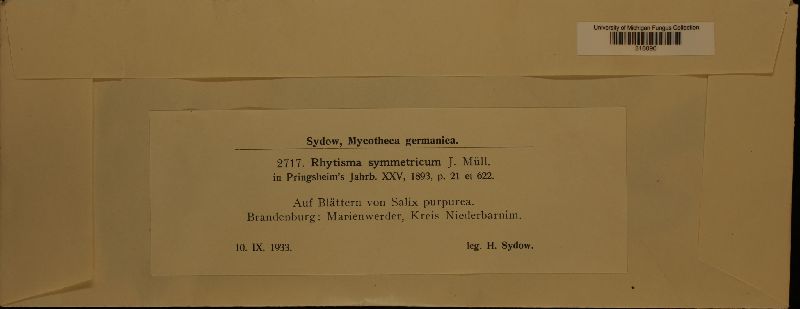 University of Michigan Fungus Collection
Sydow, Mycotheca germanica.
2717. Rhytisma symmetricum J. Müll.
in Pringsheim's Jahrb. XXV, 1893, p. 21 et 622.
Auf Blättern von Salix purpurea.
Brandenburg: Marienwerder, Kreis Niederbarnim.
10. IX. 1933. leg. H. Sydow.